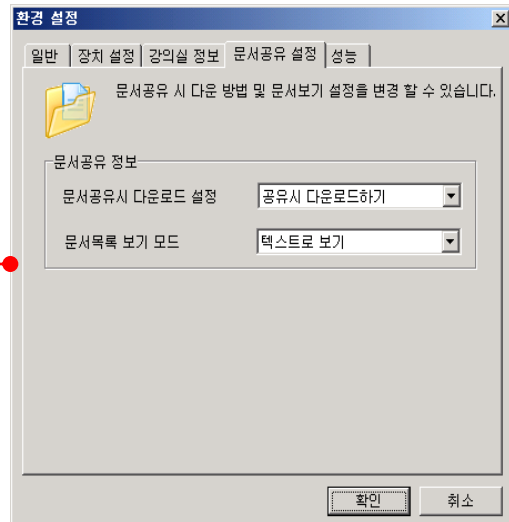 환경 설정
일반 장치 설정 강의실 정보 문서공유 설정 성능
문서공유 시 다운 방법 및 문서보기 설정을 변경 할 수 있습니다.
문서공유 정보
문서공유시 다운로드 설정 공유시 다운로드하기
문서목록 보기 모드 텍스트로 보기
확인 취소